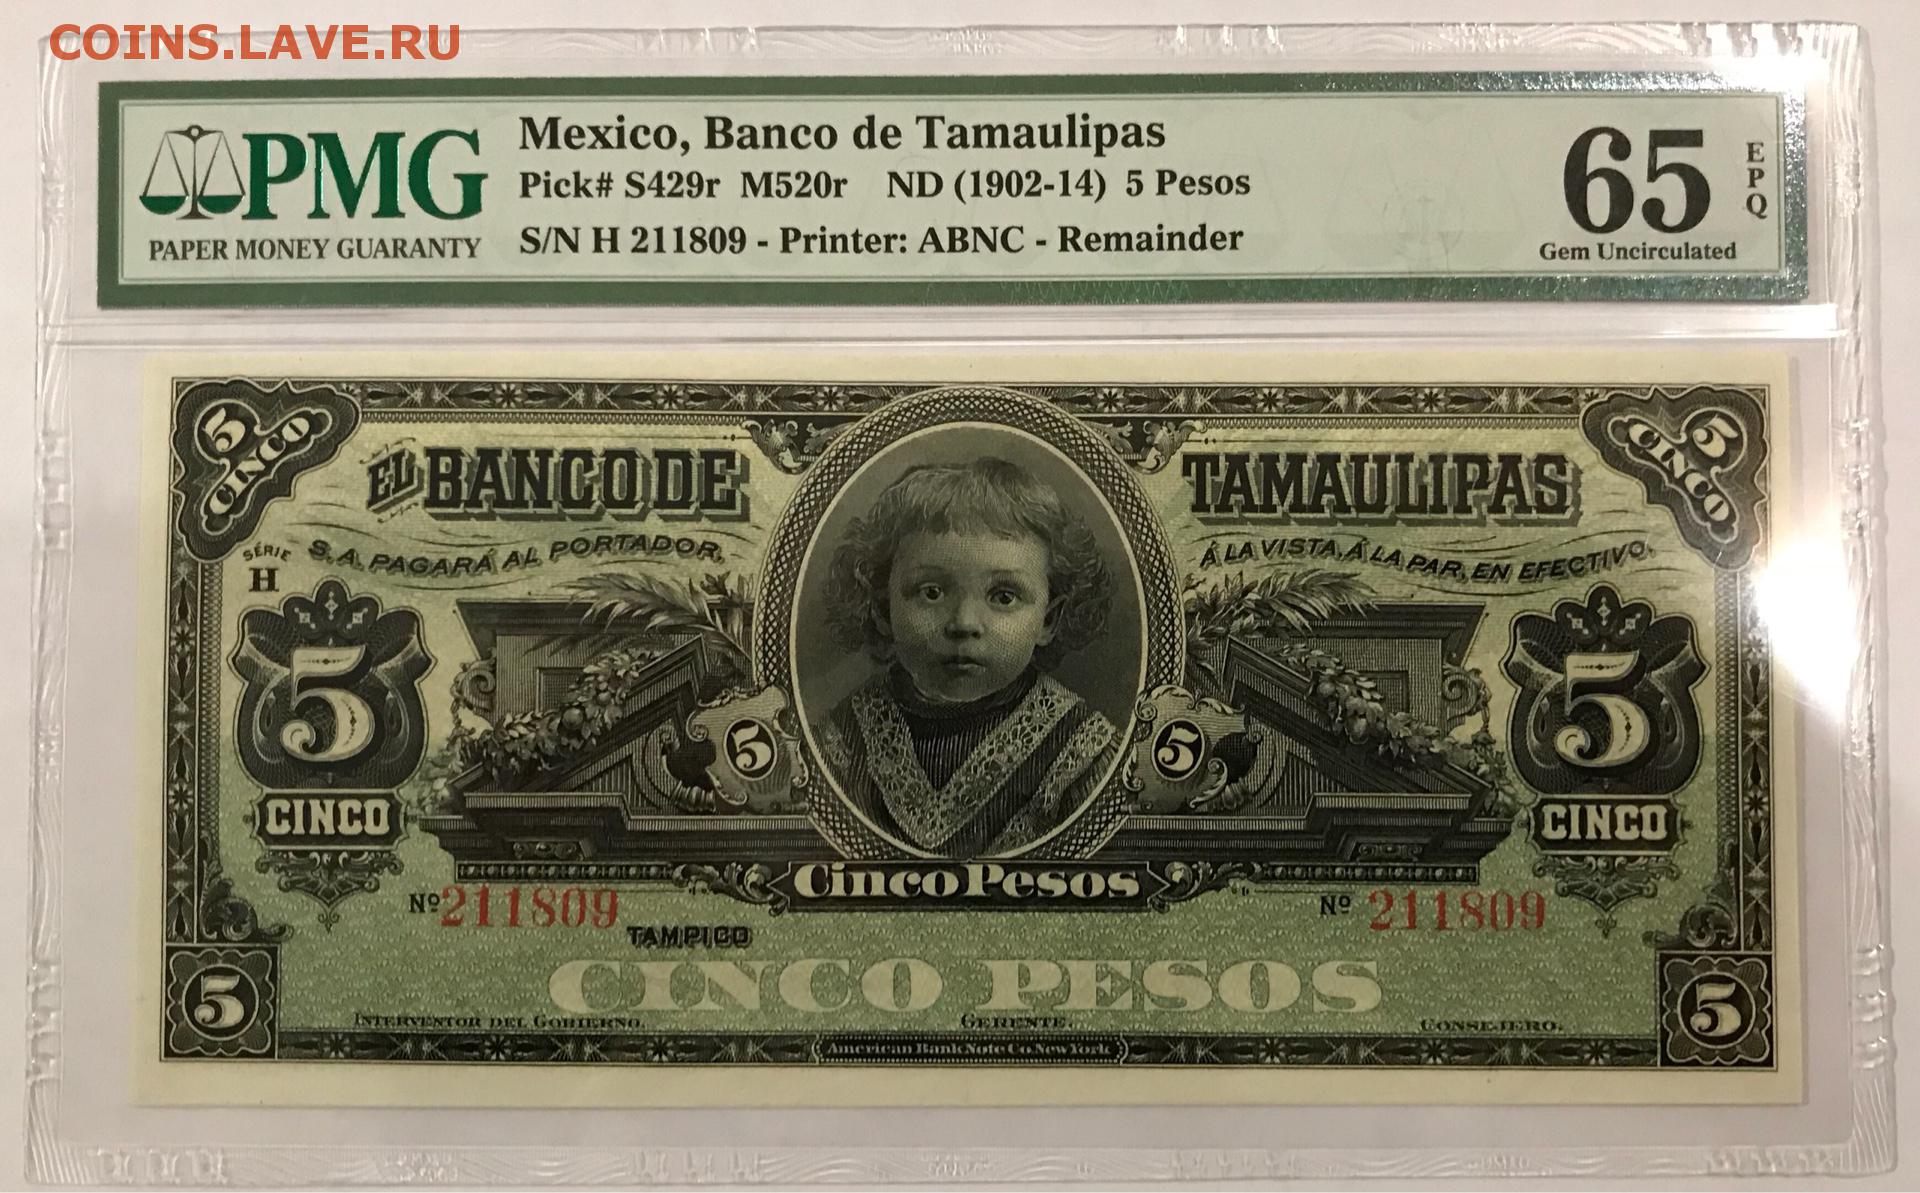 COINS.LAVE.RU
PMG
PAPER MONEY GUARANTY
Mexico, Banco de Tamaulipas
Pick# S429r M520r ND (1902-14) 5 Pesos
S/N H 211809 - Printer: ABNC - Remainder
65
EPQ
Gem Uncirculated
5 CINCO
5 CINCO
EL BANCO DE TAMAULIPAS
SÉRIE
H
S.A. PAGARÁ AL PORTADOR, Á LA VISTA, Á LA PAR, EN EFECTIVO.
5 5 5 5
CINCO CINCO
Cinco Pesos
Nº 211809 Nº 211809
TAMPICO
CINCO PESOS
5 5
INTERVENTOR DEL GOBIERNO. GERENTE. CONSEJERO.
American Bank Note Co. New York